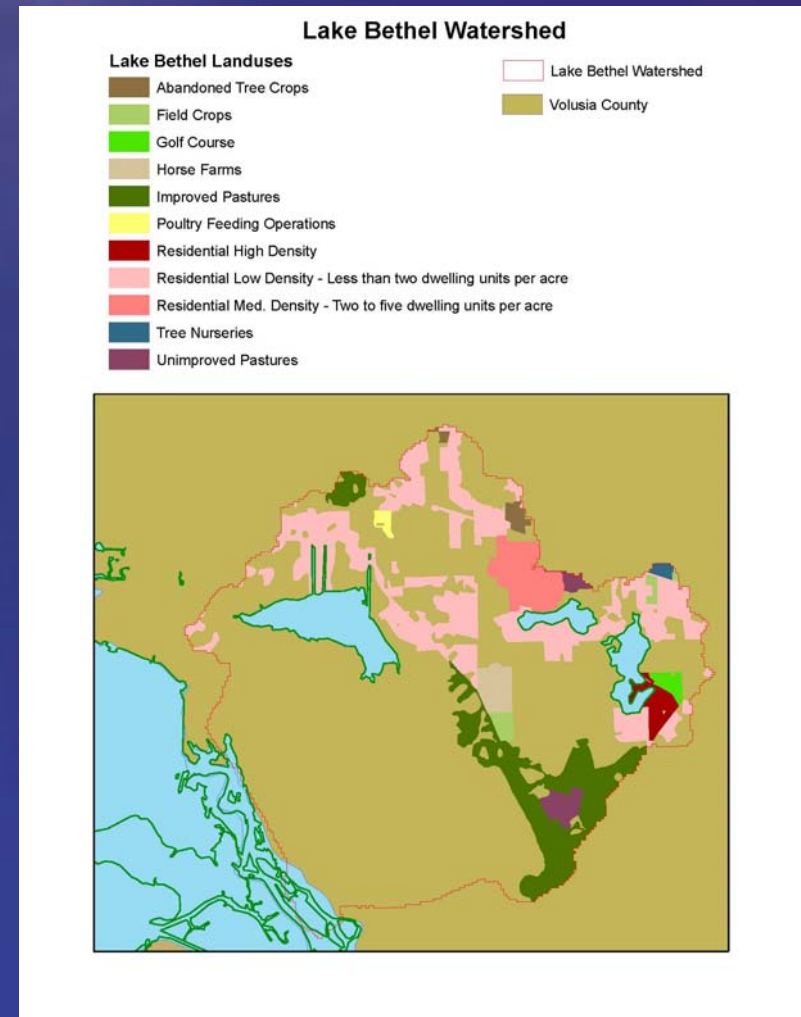 Lake Bethel Watershed
Lake Bethel Landuses
Abandoned Tree Crops
Field Crops
Golf Course
Horse Farms
Improved Pastures
Poultry Feeding Operations
Residential High Density
Residential Low Density - Less than two dwelling units per acre
Residential Med. Density - Two to five dwelling units per acre
Tree Nurseries
Unimproved Pastures
Lake Bethel Watershed
Volusia County